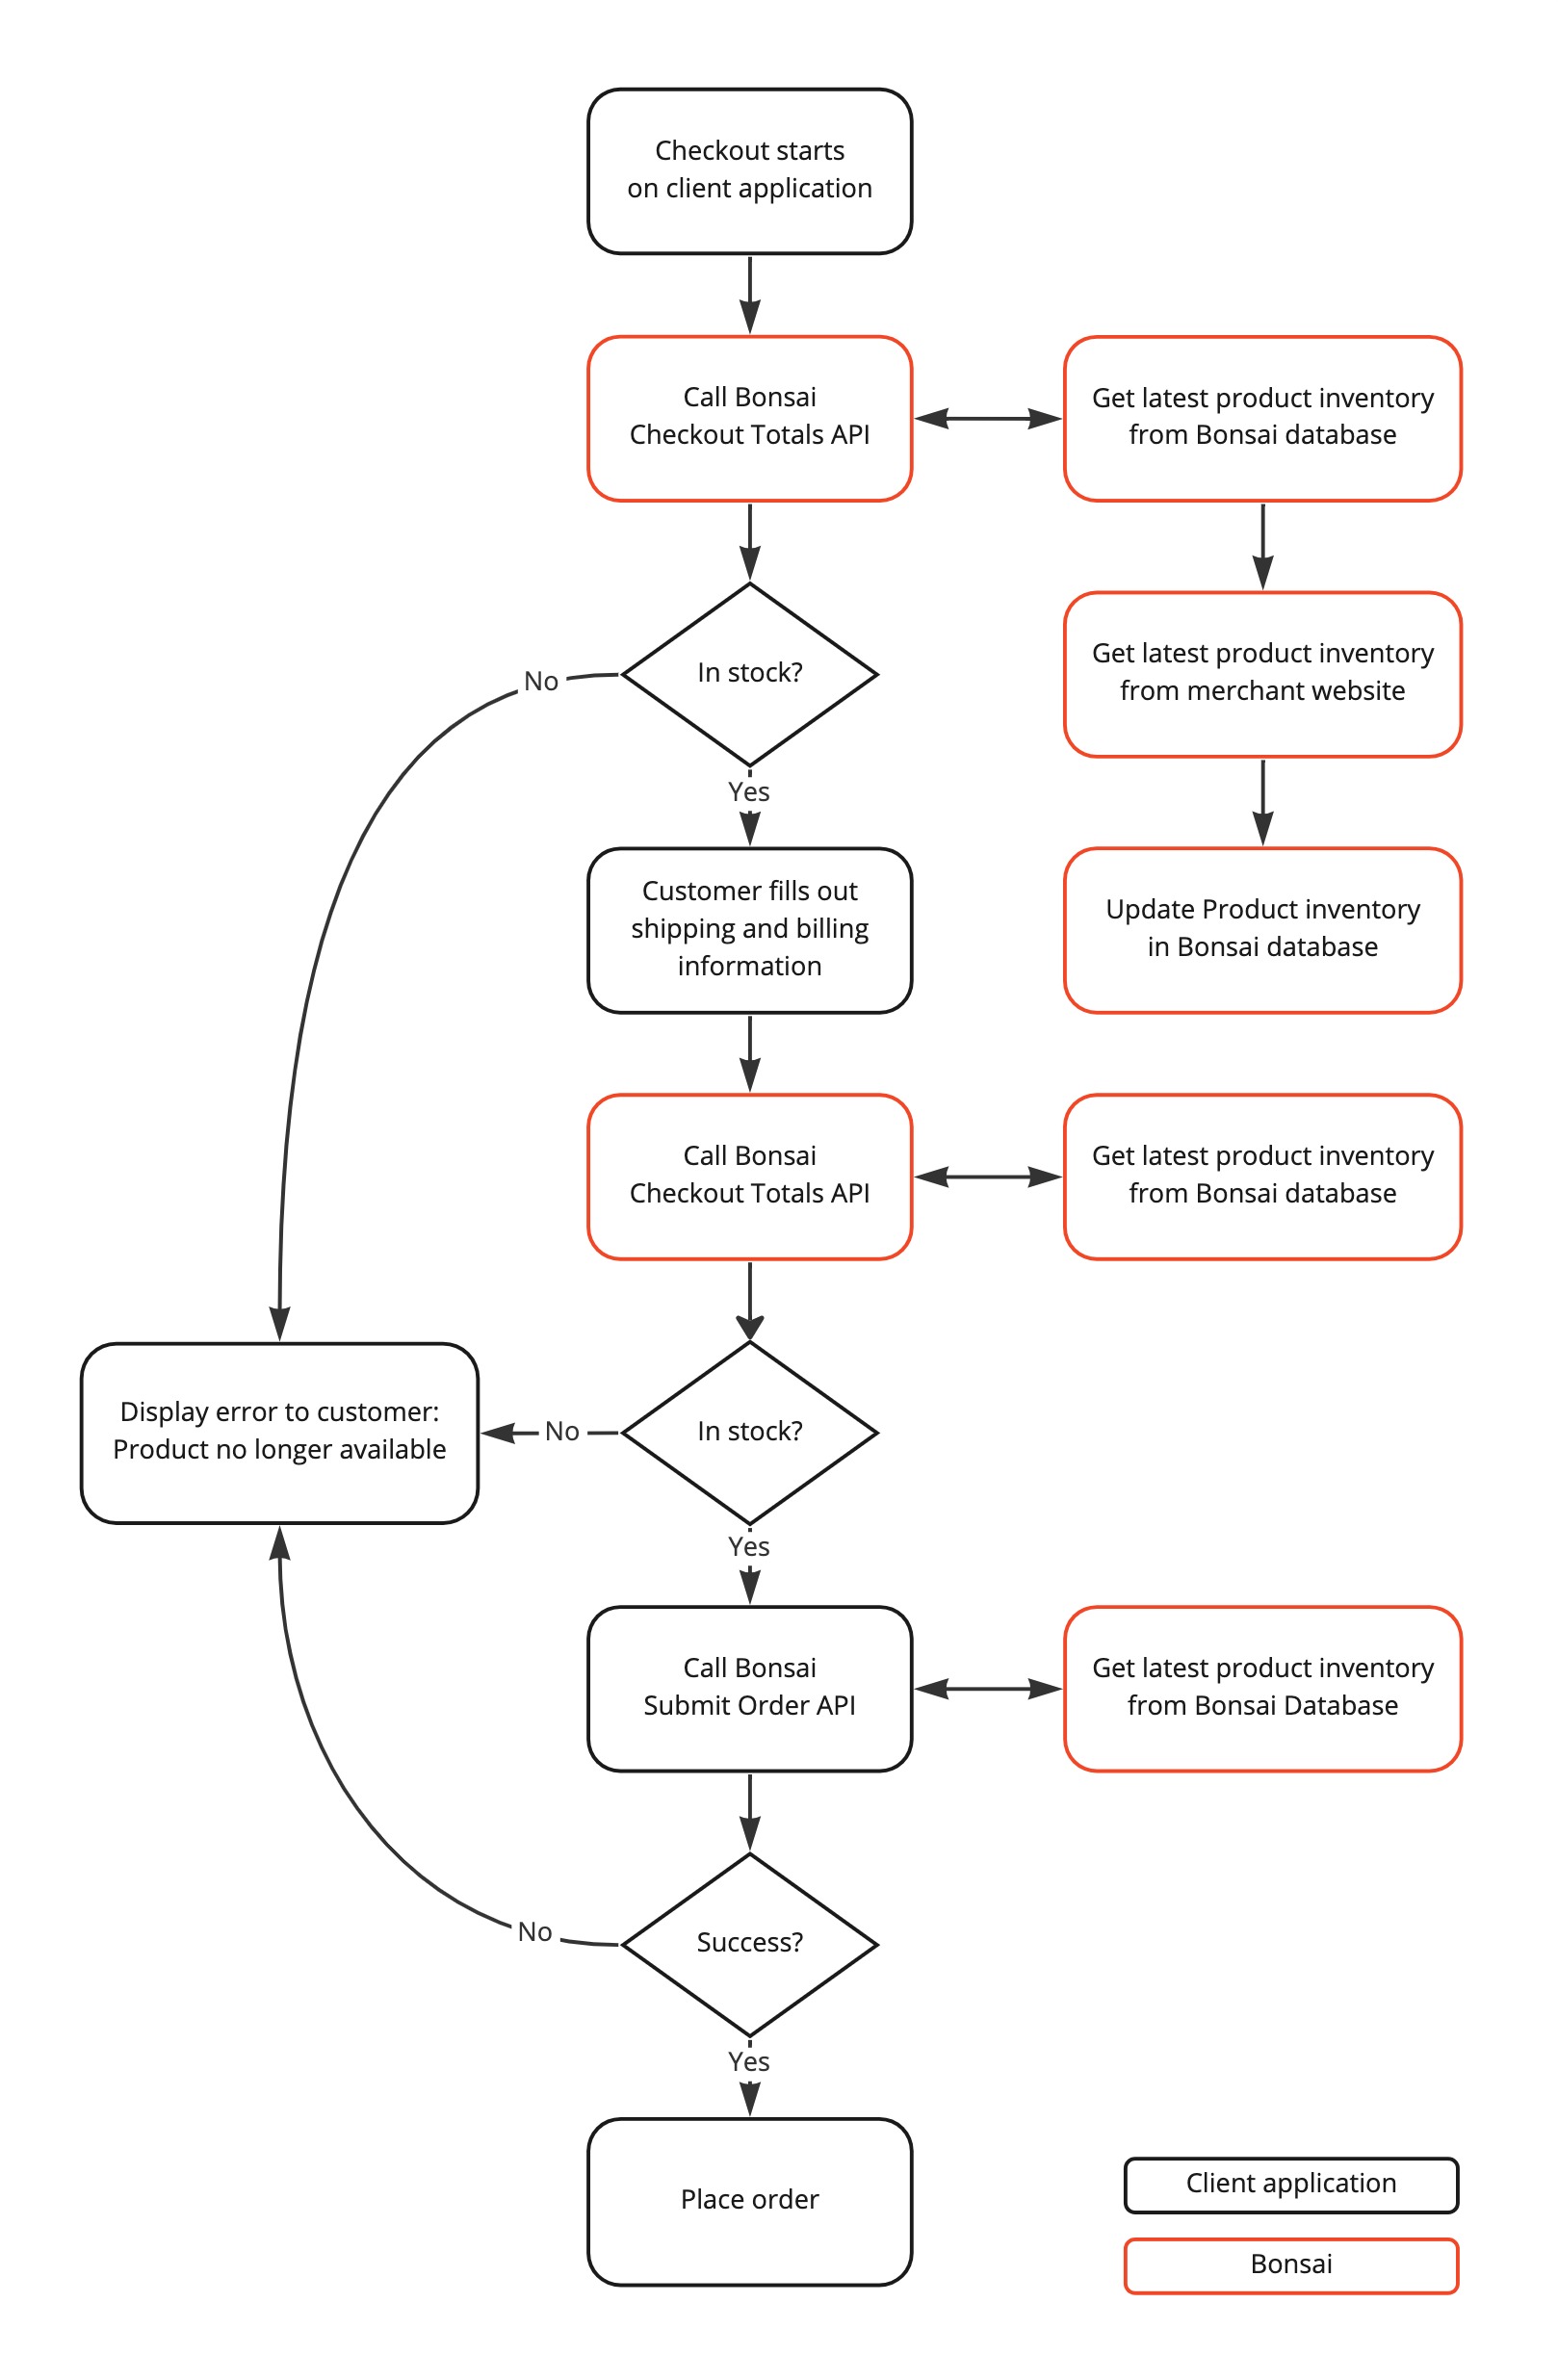 Checkout starts
on client application
Call Bonsai
Checkout Totals API
Get latest product inventory
from Bonsai database
In stock?
No
Get latest product inventory
from merchant website
Yes
Customer fills out
shipping and billing
information
Update Product inventory
in Bonsai database
Call Bonsai
Checkout Totals API
Get latest product inventory
from Bonsai database
Display error to customer:
Product no longer available
No
In stock?
Yes
Call Bonsai
Submit Order API
Get latest product inventory
from Bonsai Database
No
Success?
Yes
Place order
Client application
Bonsai